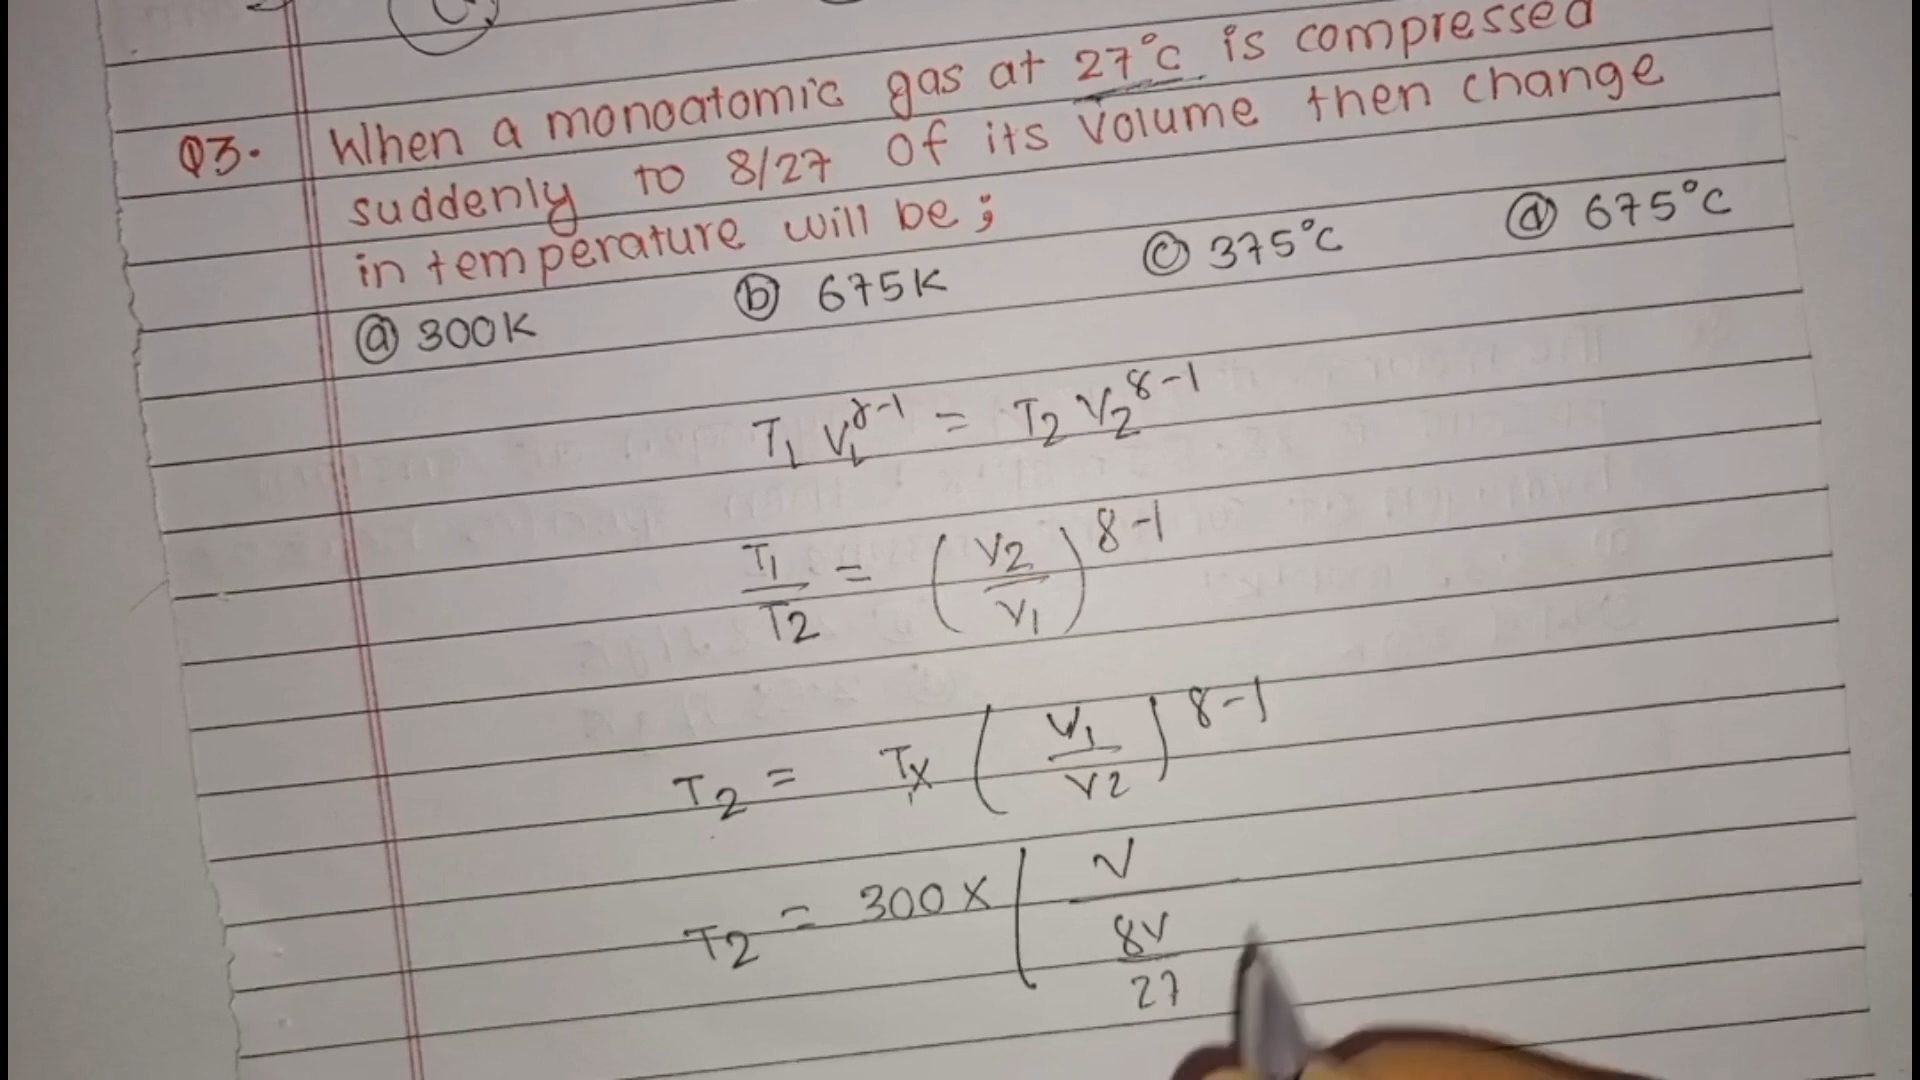 Q3. When a monoatomic gas at 27°C is compressed
suddenly to 8/27 of its volume then change
in temperature will be;
(a) 300K (b) 675K (c) 375°C (d) 675°C
T₁ V₁^γ-1 = T₂ V₂^γ-1
T₁/T₂ = (V₂/V₁)^γ-1
T₂ = T₁ × (V₁/V₂)^γ-1
T₂ = 300 × (V / 8V/27